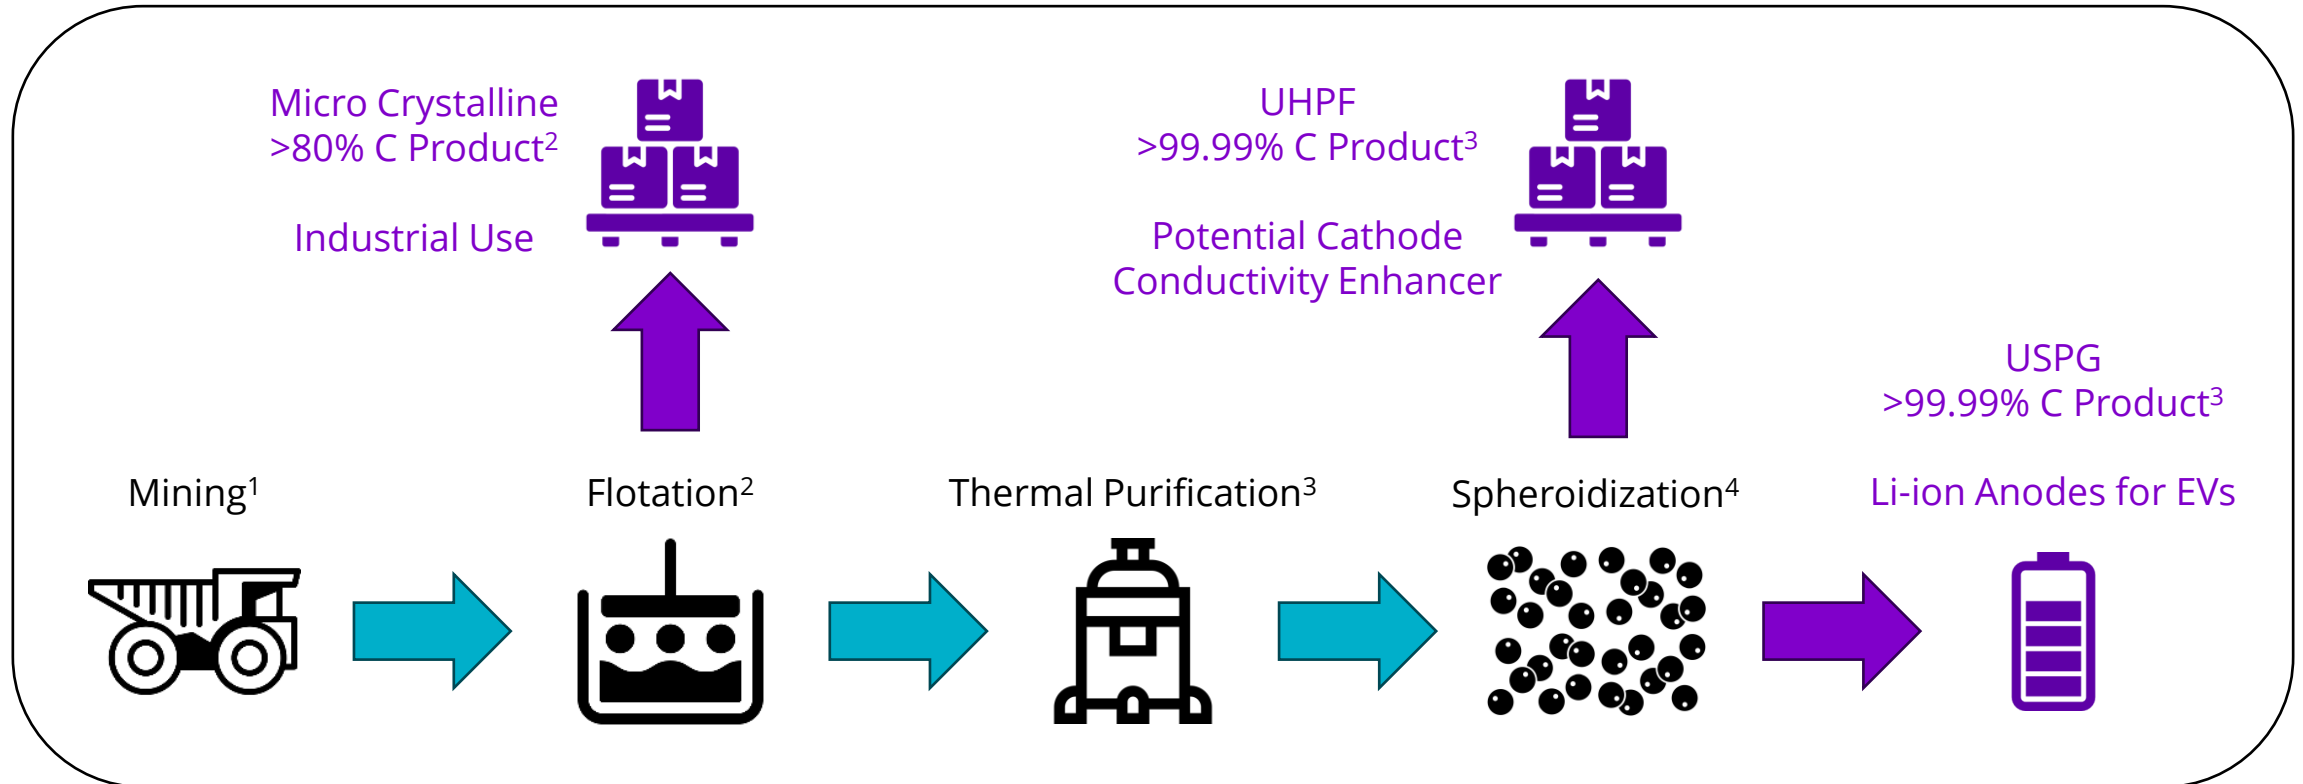 Micro Crystalline
>80% C Product²
Industrial Use
UHPF
>99.99% C Product³
Potential Cathode
Conductivity Enhancer
USPG
>99.99% C Product³
Li-ion Anodes for EVs
Mining¹
Flotation²
Thermal Purification³
Spheroidization⁴